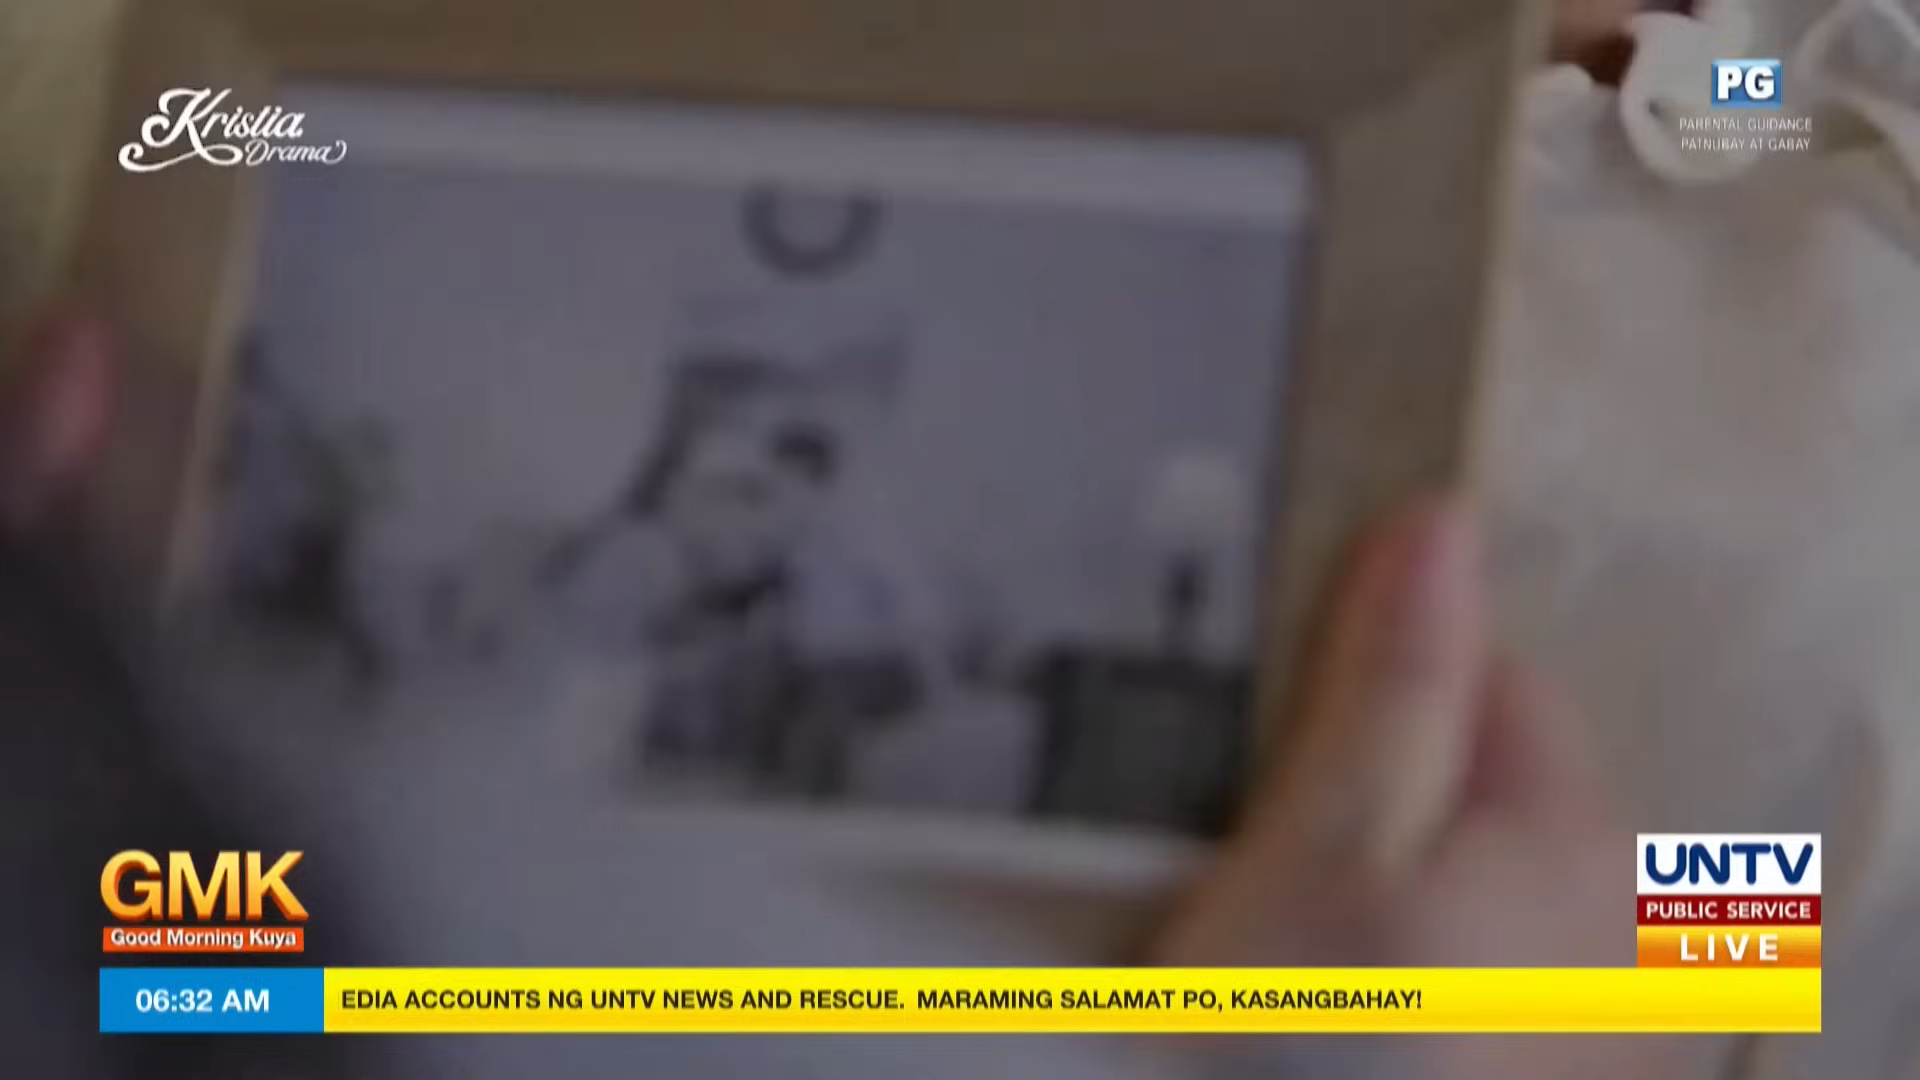 Kristia
Drama
PG
PARENTAL GUIDANCE
PATNUBAY AT GABAY
GMK
Good Morning Kuya
UNTV
PUBLIC SERVICE
LIVE
06:32 AM
EDIA ACCOUNTS NG UNTV NEWS AND RESCUE. MARAMING SALAMAT PO, KASANGBAHAY!